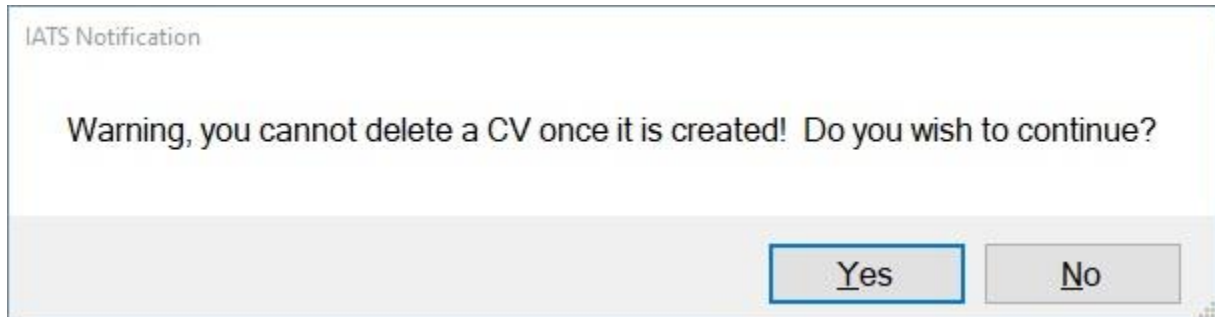 IATS Notification
Warning, you cannot delete a CV once it is created!  Do you wish to continue?
Yes
No